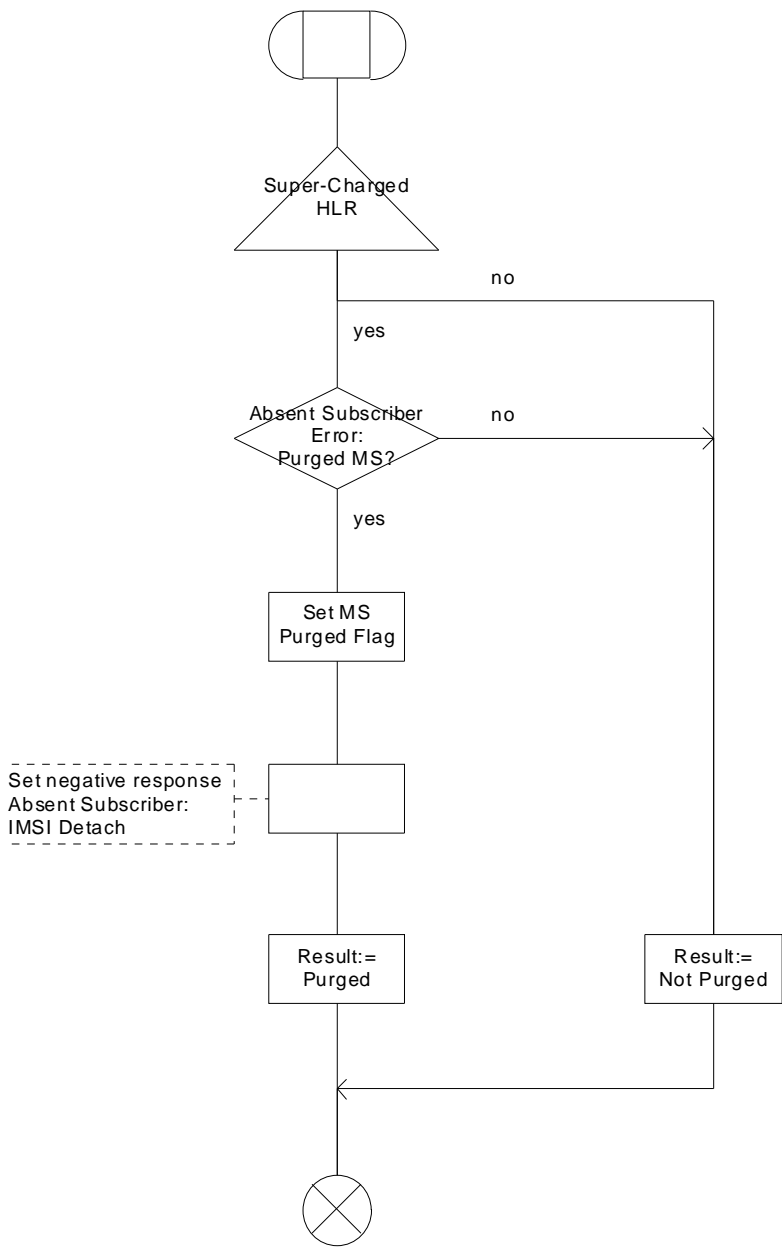 Super-Charged
HLR
no
yes
Absent Subscriber
Error:
Purged MS?
no
yes
Set MS
Purged Flag
Set negative response
Absent Subscriber:
IMSI Detach
Result:=
Purged
Result:=
Not Purged